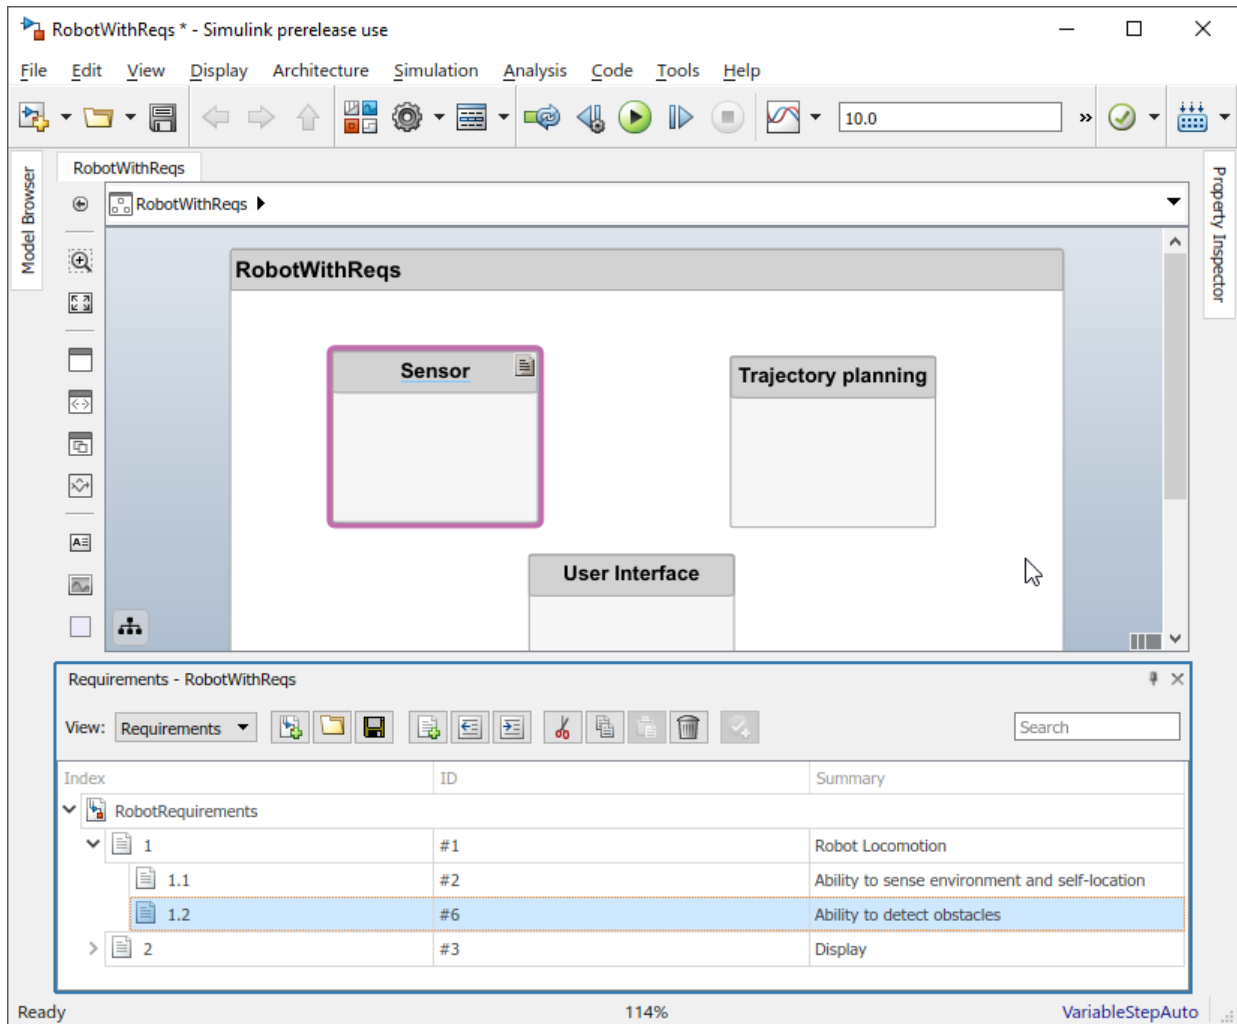 RobotWithReqs * - Simulink prerelease use
File Edit View Display Architecture Simulation Analysis Code Tools Help
10.0 »
Model Browser
RobotWithReqs
RobotWithReqs
Property Inspector
RobotWithReqs
Sensor
Trajectory planning
User Interface
Requirements - RobotWithReqs
View: Requirements Search
Index ID Summary
RobotRequirements
1 #1 Robot Locomotion
1.1 #2 Ability to sense environment and self-location
1.2 #6 Ability to detect obstacles
2 #3 Display
Ready 114% VariableStepAuto